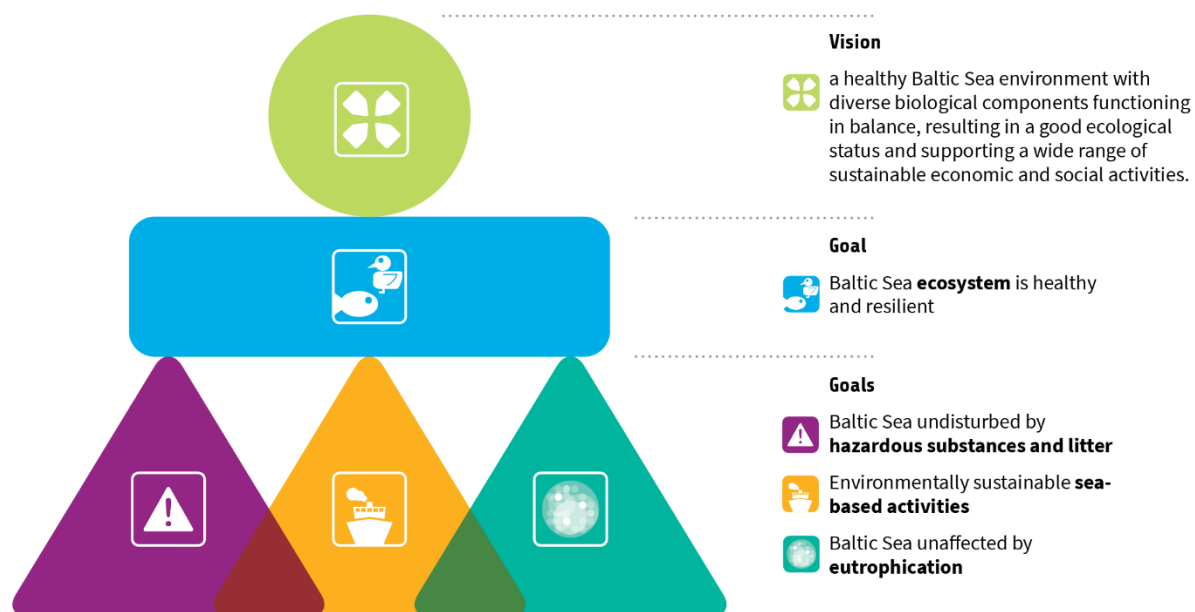 Vision
a healthy Baltic Sea environment with
diverse biological components functioning
in balance, resulting in a good ecological
status and supporting a wide range of
sustainable economic and social activities.
Goal
Baltic Sea ecosystem is healthy
and resilient
Goals
Baltic Sea undisturbed by
hazardous substances and litter
Environmentally sustainable sea-
based activities
Baltic Sea unaffected by
eutrophication